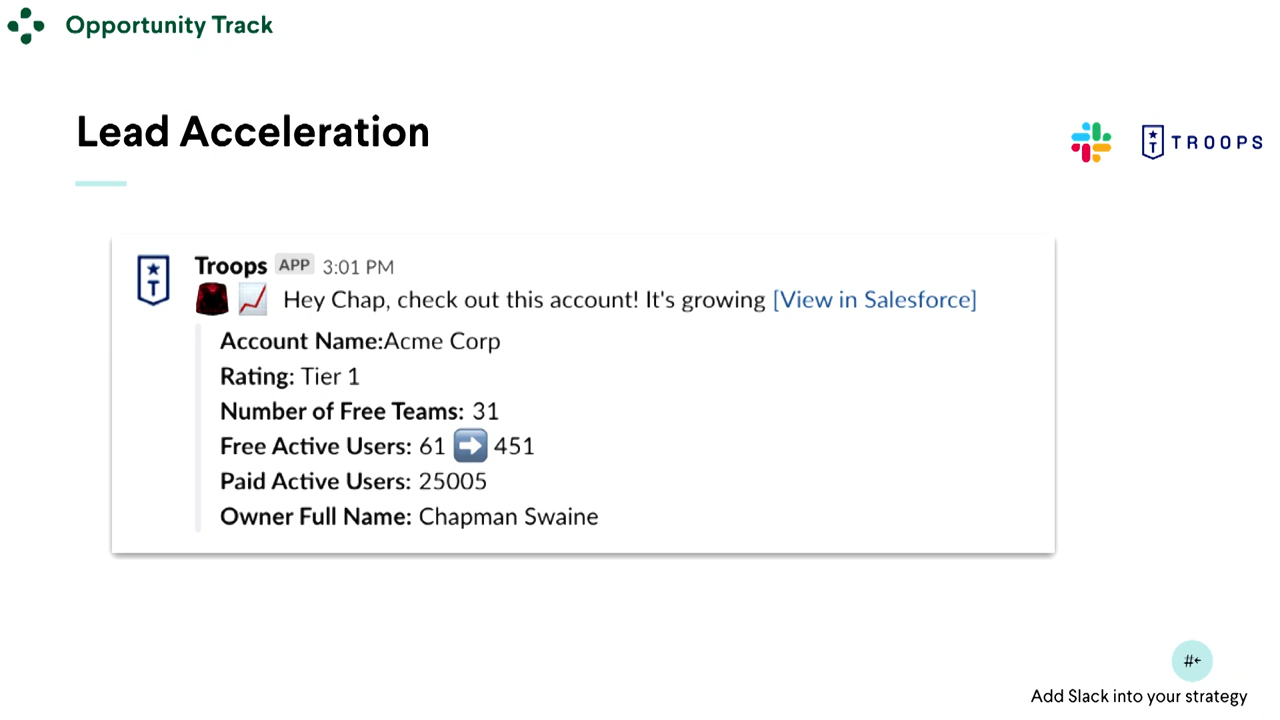 Opportunity Track
Lead Acceleration
TROOPS
Troops APP 3:01 PM
Hey Chap, check out this account! It's growing [View in Salesforce]
Account Name:Acme Corp
Rating: Tier 1
Number of Free Teams: 31
Free Active Users: 61 ➡ 451
Paid Active Users: 25005
Owner Full Name: Chapman Swaine
#←
Add Slack into your strategy